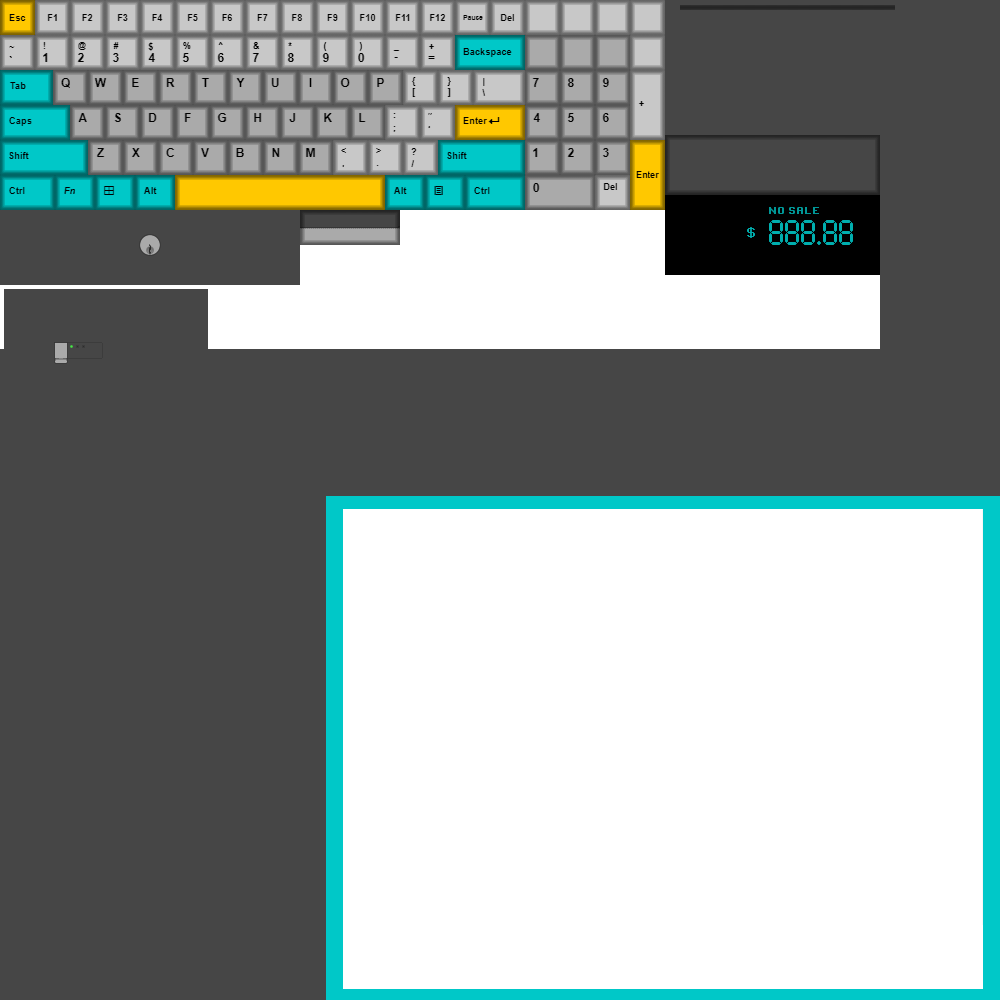 Esc F1 F2 F3 F4 F5 F6 F7 F8 F9 F10 F11 F12 Pause Del
~ ! @ # $ % ^ & * ( ) _ +
` 1 2 3 4 5 6 7 8 9 0 - = Backspace
Tab Q W E R T Y U I O P { } | 7 8 9
[ ] \
+
Caps A S D F G H J K L : " Enter 4 5 6
; '
Shift Z X C V B N M < > ? Shift 1 2 3
, . /
Enter
Ctrl Fn Alt Alt Ctrl 0 Del
NO SALE
$ 888.88